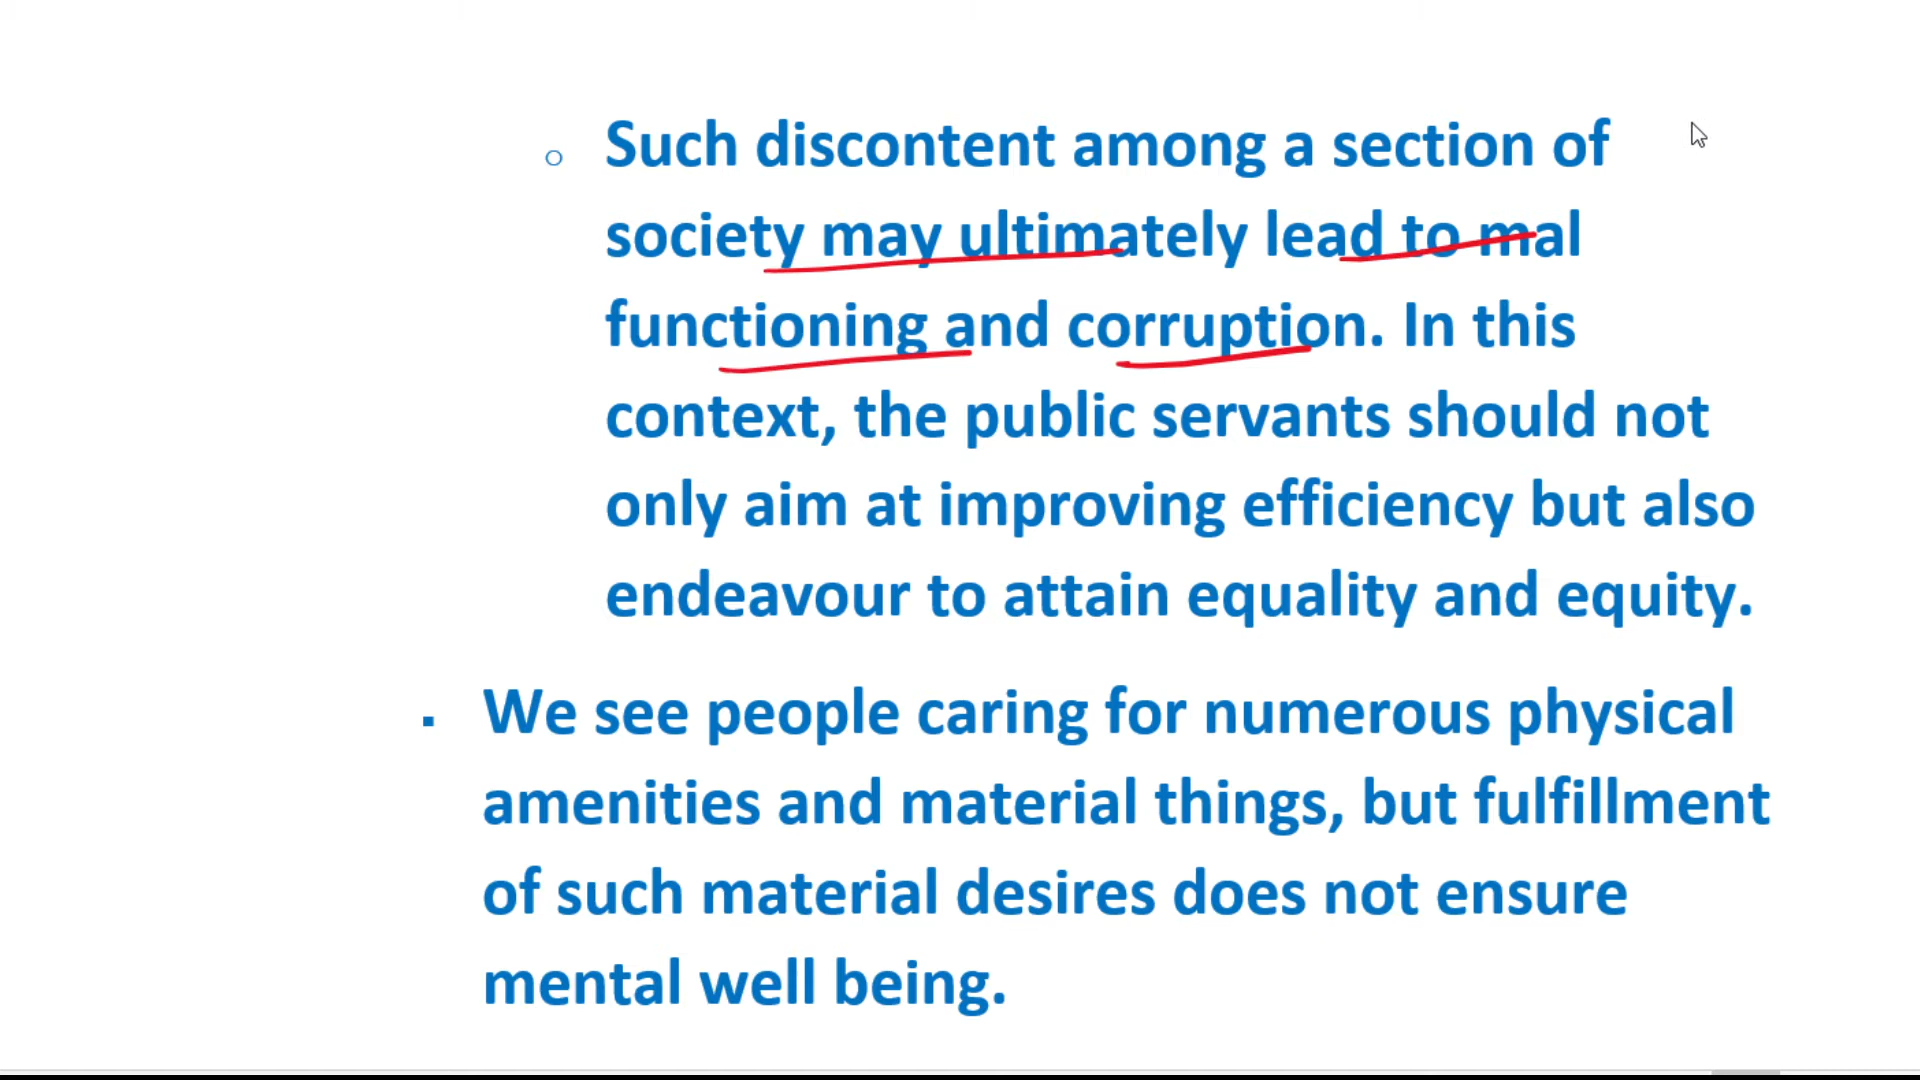 ○ Such discontent among a section of
society may ultimately lead to mal
functioning and corruption. In this
context, the public servants should not
only aim at improving efficiency but also
endeavour to attain equality and equity.
▪ We see people caring for numerous physical
amenities and material things, but fulfillment
of such material desires does not ensure
mental well being.